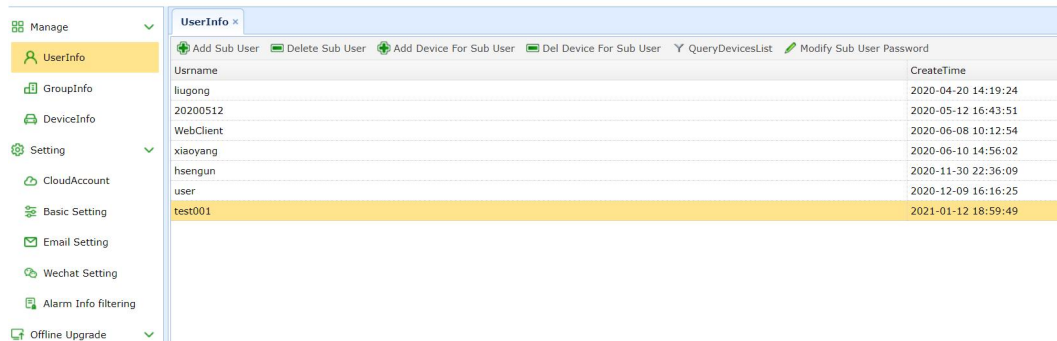 Manage
UserInfo
GroupInfo
DeviceInfo
Setting
CloudAccount
Basic Setting
Email Setting
Wechat Setting
Alarm Info filtering
Offline Upgrade
UserInfo ×
Add Sub User Delete Sub User Add Device For Sub User Del Device For Sub User QueryDevicesList Modify Sub User Password
Usrname CreateTime
liugong 2020-04-20 14:19:24
20200512 2020-05-12 16:43:51
WebClient 2020-06-08 10:12:54
xiaoyang 2020-06-10 14:56:02
hsengun 2020-11-30 22:36:09
user 2020-12-09 16:16:25
test001 2021-01-12 18:59:49